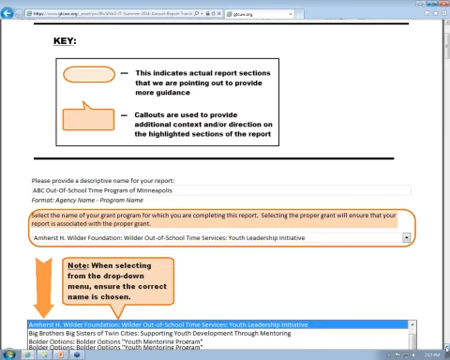 www.gtcuw.org
KEY:
This indicates actual report sections
that we are pointing out to provide
more guidance
Callouts are used to provide
additional context and/or direction on
the highlighted sections of the report
Please provide a descriptive name for your report:
ABC Out-Of-School Time Program of Minneapolis
Format: Agency Name - Program Name
Select the name of your grant program for which you are completing this report. Selecting the proper grant will ensure that your
report is associated with the proper grant.
Amherst H. Wilder Foundation: Wilder Out-of-School Time Services: Youth Leadership Initiative
Note: When selecting
from the drop-down
menu, ensure the correct
name is chosen.
Amherst H. Wilder Foundation: Wilder Out-of-School Time Services: Youth Leadership Initiative
Big Brothers Big Sisters of Twin Cities: Supporting Youth Development Through Mentoring
Bolder Options: Bolder Options "Youth Mentoring Program"
Bolder Options: Bolder Options "Youth Mentoring Program"
2:57 PM